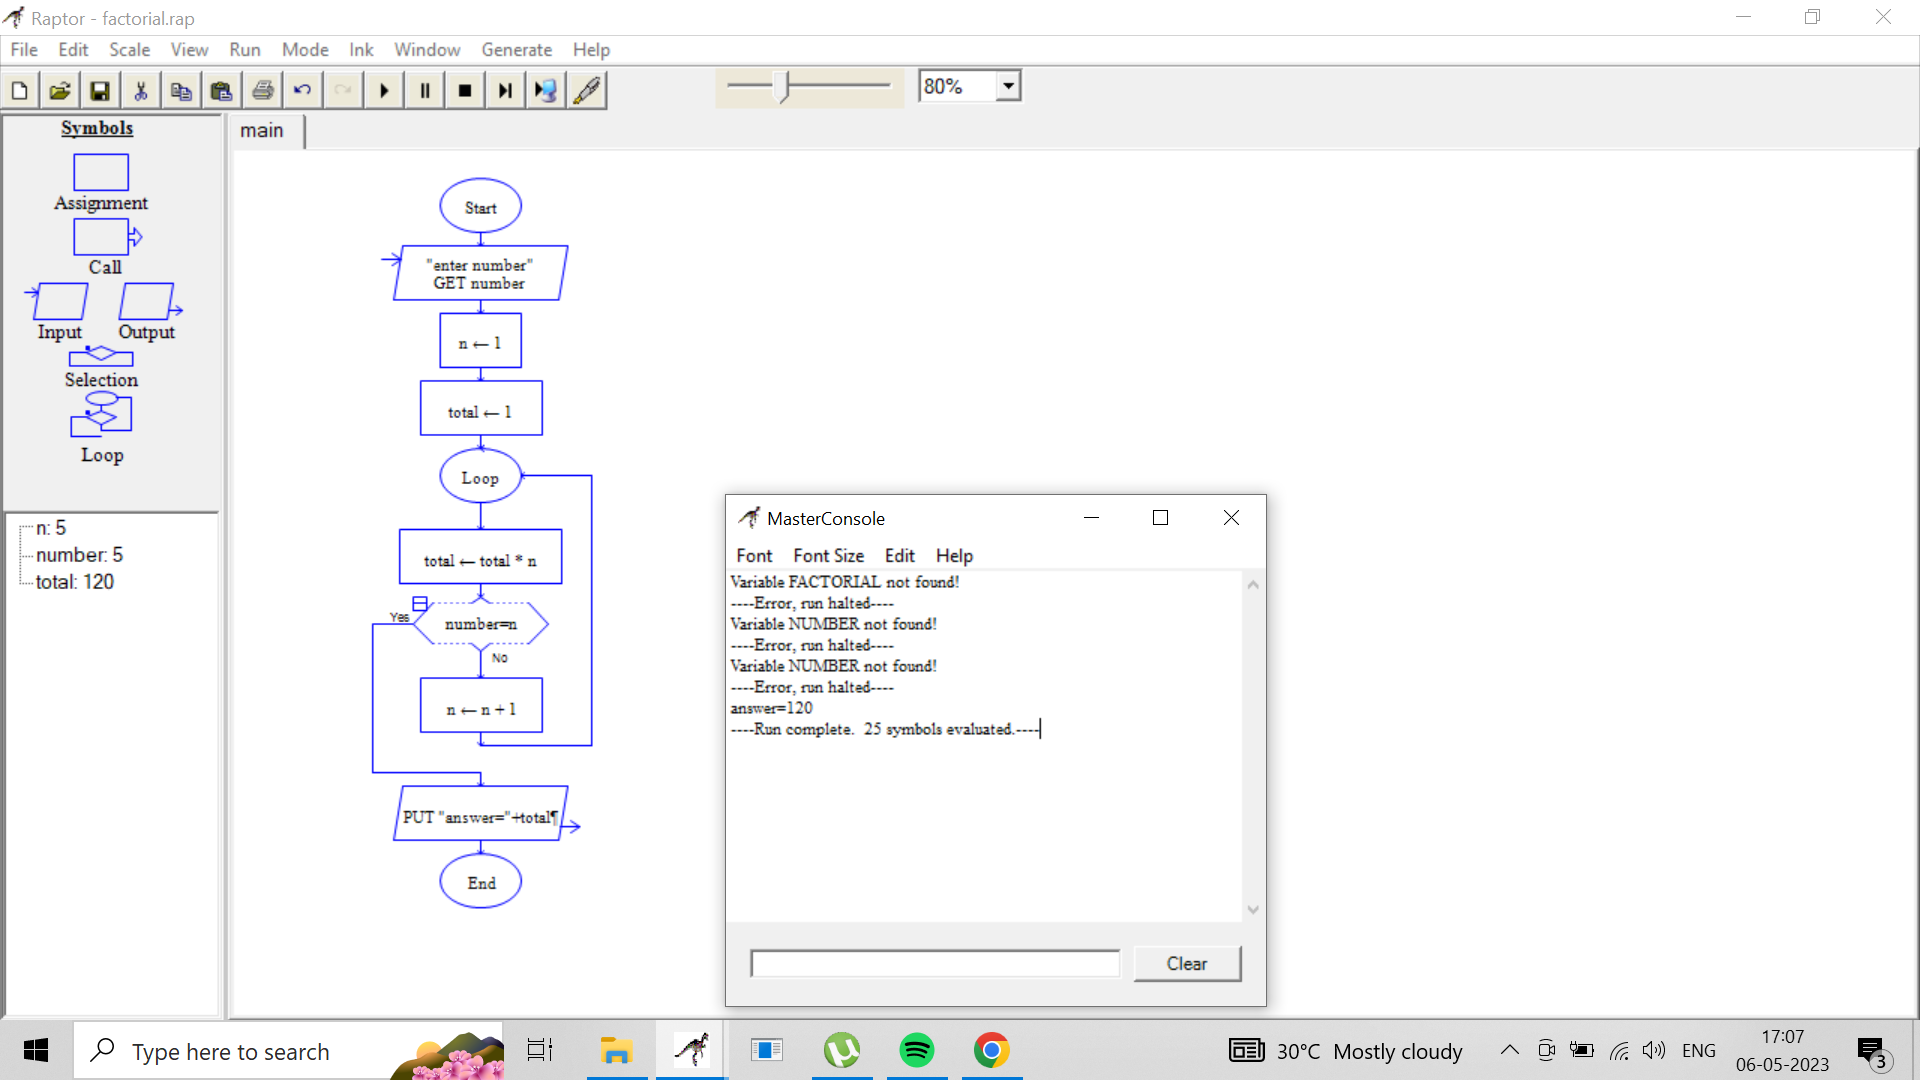 Raptor - factorial.rap
File Edit Scale View Run Mode Ink Window Generate Help
80%
Symbols
Assignment
Call
Input Output
Selection
Loop
n: 5
number: 5
total: 120
main
Start
"enter number"
GET number
n ← 1
total ← 1
Loop
total ← total * n
Yes
number=n
No
n ← n + 1
PUT "answer="+total¶
End
MasterConsole
Font Font Size Edit Help
Variable FACTORIAL not found!
----Error, run halted----
Variable NUMBER not found!
----Error, run halted----
Variable NUMBER not found!
----Error, run halted----
answer=120
----Run complete.  25 symbols evaluated.----
Clear
Type here to search
30°C Mostly cloudy
ENG
17:07
06-05-2023
3